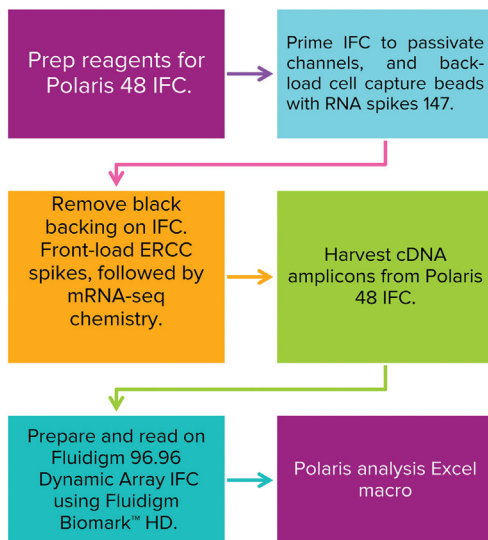 Prep reagents for
Polaris 48 IFC.
Prime IFC to passivate
channels, and back-
load cell capture beads
with RNA spikes 147.
Remove black
backing on IFC.
Front-load ERCC
spikes, followed by
mRNA-seq
chemistry.
Harvest cDNA
amplicons from Polaris
48 IFC.
Prepare and read on
Fluidigm 96.96
Dynamic Array IFC
using Fluidigm
Biomark™ HD.
Polaris analysis Excel
macro